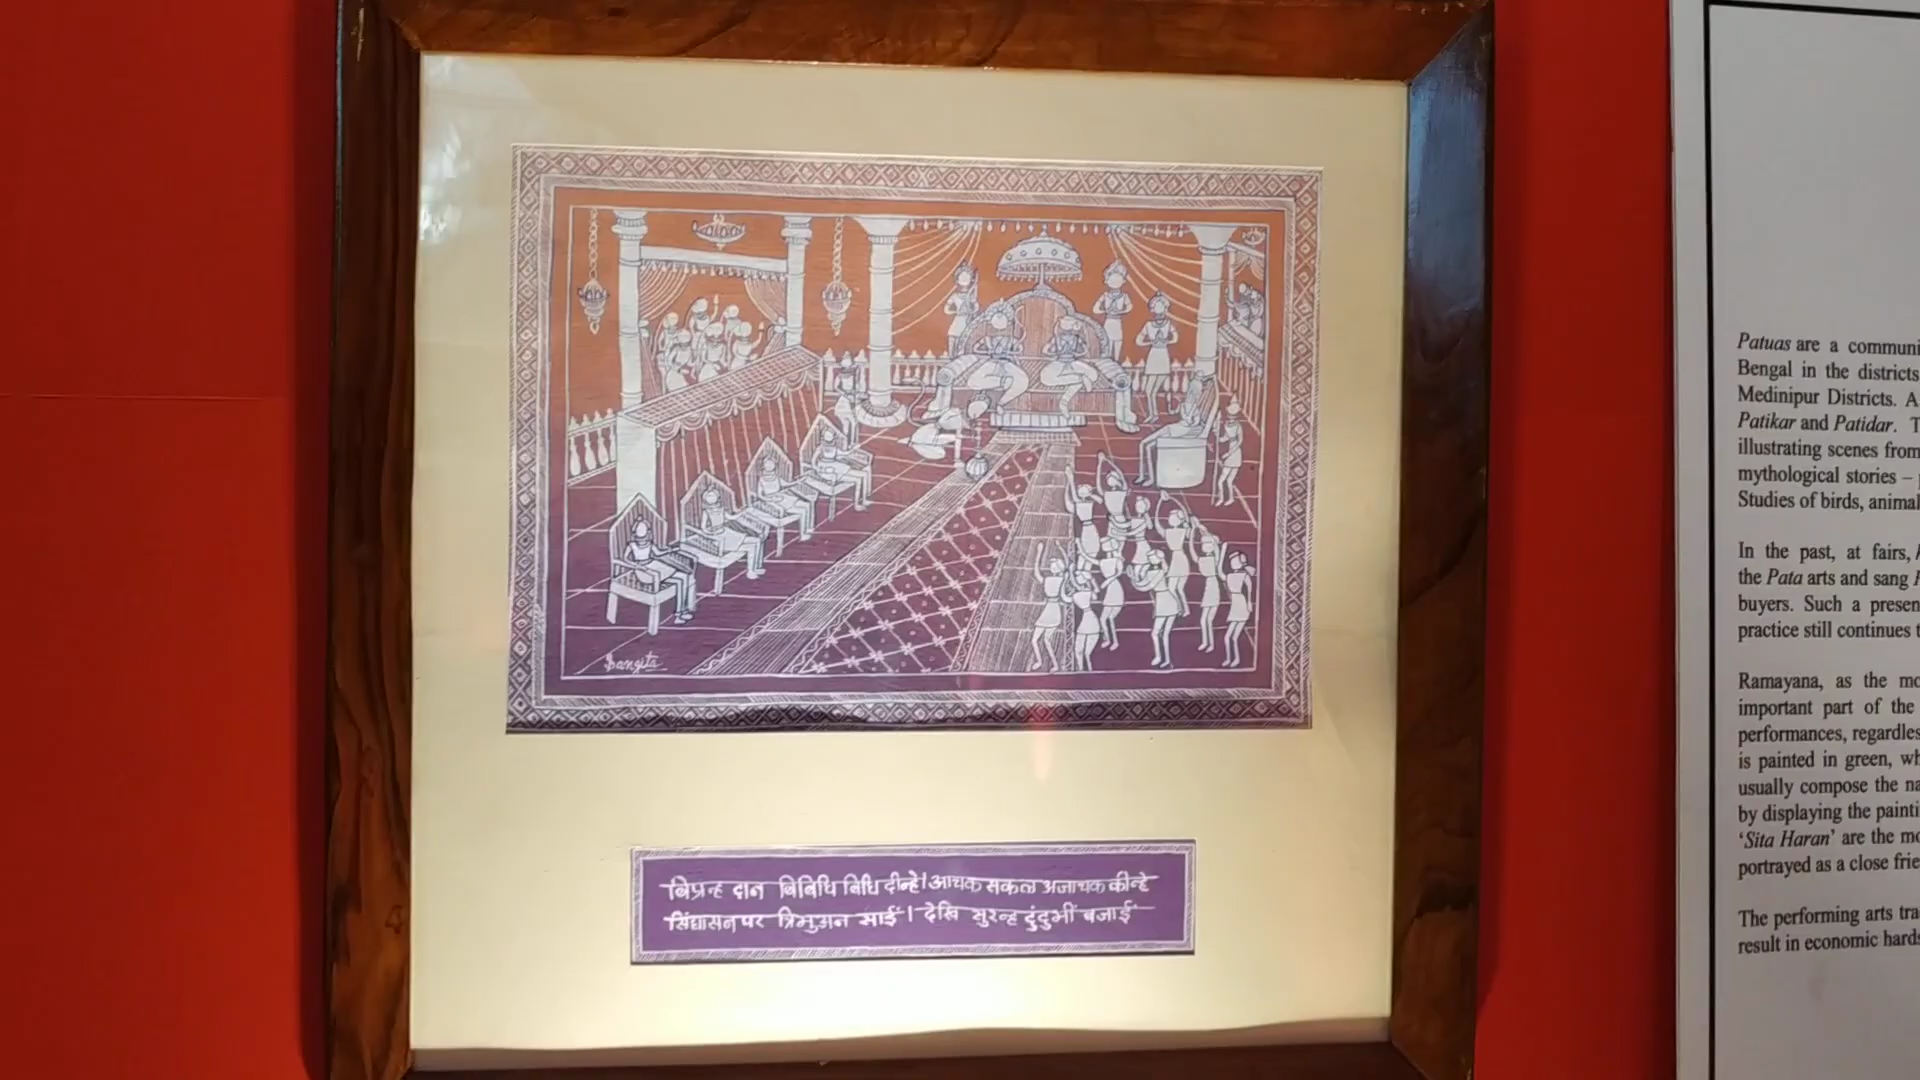 Sangita
बिप्रन्ह दान बिबिधि बिधि दीन्हे। आचक सकल अजाचक कीन्हे
सिंघासन पर त्रिभुअन साईं। देखि सुरन्ह दुंदुभीं बजाईं
Patuas are a communi
Bengal in the districts
Medinipur Districts. A
Patikar and Patidar. T
illustrating scenes from
mythological stories –
Studies of birds, animal
In the past, at fairs,
the Pata arts and sang
buyers. Such a presen
practice still continues t
Ramayana, as the mo
important part of the
performances, regardles
is painted in green, wh
usually compose the na
by displaying the painti
‘Sita Haran’ are the mo
portrayed as a close frie
The performing arts tra
result in economic hards